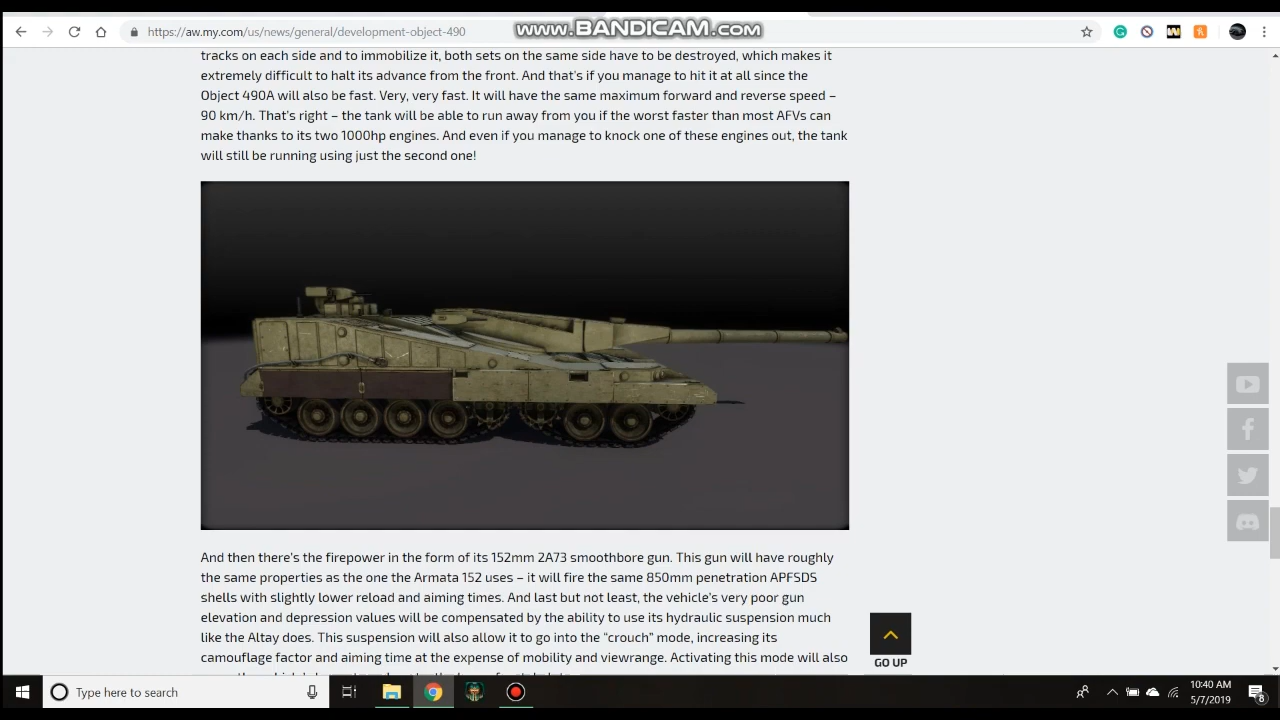 www.BANDICAM.com
https://aw.my.com/us/news/general/development-object-490
tracks on each side and to immobilize it, both sets on the same side have to be destroyed, which makes it
extremely difficult to halt its advance from the front. And that's if you manage to hit it at all since the
Object 490A will also be fast. Very, very fast. It will have the same maximum forward and reverse speed –
90 km/h. That's right – the tank will be able to run away from you if the worst faster than most AFVs can
make thanks to its two 1000hp engines. And even if you manage to knock one of these engines out, the tank
will still be running using just the second one!
And then there's the firepower in the form of its 152mm 2A73 smoothbore gun. This gun will have roughly
the same properties as the one the Armata 152 uses – it will fire the same 850mm penetration APFSDS
shells with slightly lower reload and aiming times. And last but not least, the vehicle's very poor gun
elevation and depression values will be compensated by the ability to use its hydraulic suspension much
like the Altay does. This suspension will also allow it to go into the "crouch" mode, increasing its
camouflage factor and aiming time at the expense of mobility and viewrange. Activating this mode will also
GO UP
Type here to search
10:40 AM
5/7/2019
8